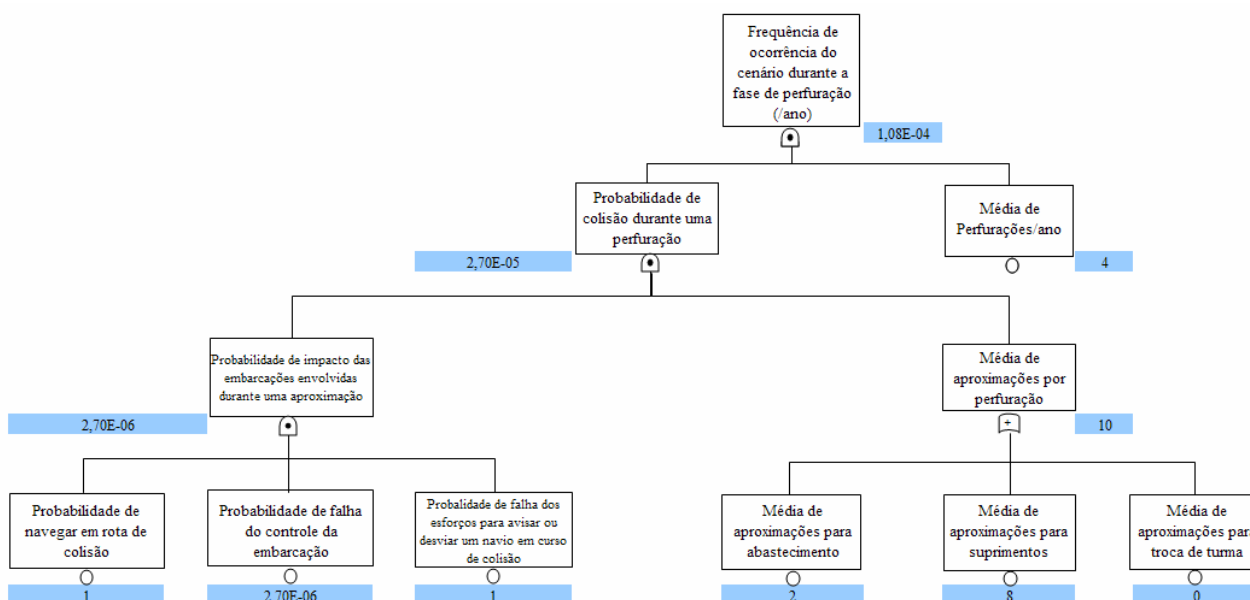 Frequência de
ocorrência do
cenário durante a
fase de perfuração
(/ano)
1,08E-04
Probabilidade de
colisão durante uma
perfuração
2,70E-05
Média de
Perfurações/ano
4
Probabilidade de impacto das
embarcações envolvidas
durante uma aproximação
2,70E-06
Média de
aproximações por
perfuração
+
10
Probabilidade de
navegar em rota de
colisão
1
Probabilidade de falha
do controle da
embarcação
2,70E-06
Probalidade de falha dos
esforços para avisar ou
desviar um navio em curso
de colisão
1
Média de
aproximações para
abastecimento
2
Média de
aproximações para
suprimentos
8
Média de
aproximações para
troca de turma
0